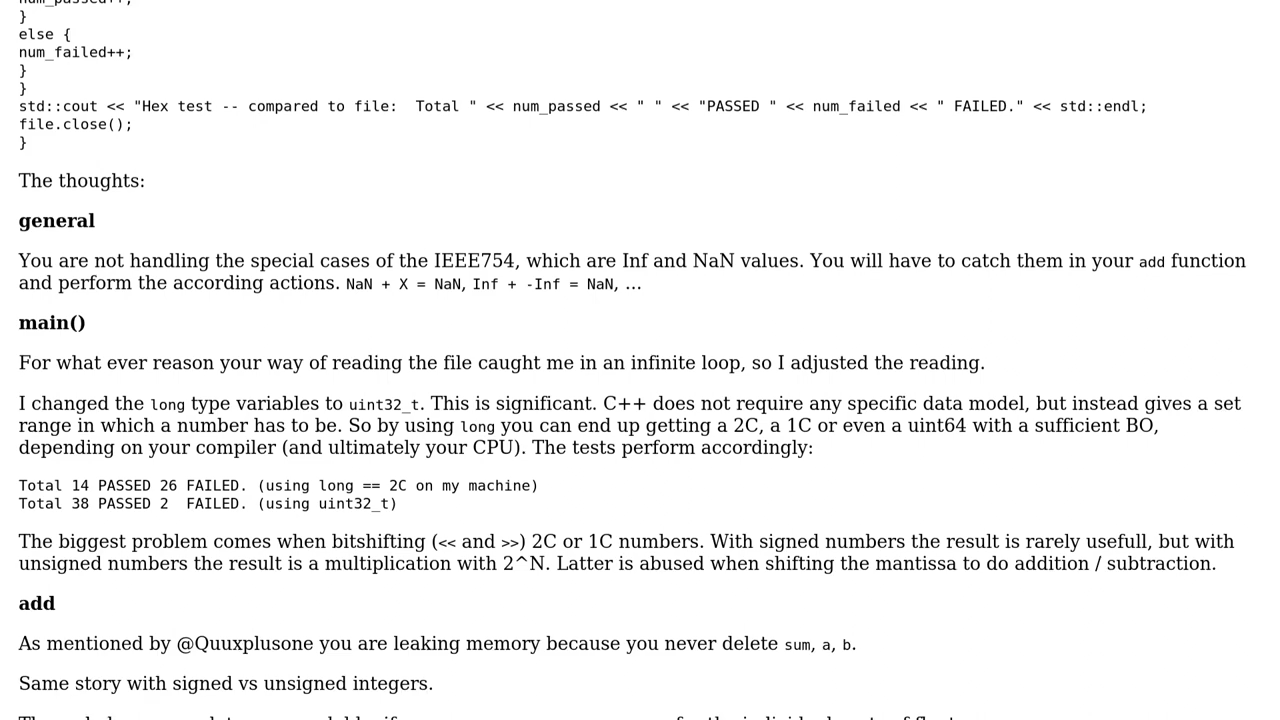 }
else {
num_failed++;
}
}
std::cout << "Hex test -- compared to file:  Total " << num_passed << " " << "PASSED " << num_failed << " FAILED." << std::endl;
file.close();
}
The thoughts:
general
You are not handling the special cases of the IEEE754, which are Inf and NaN values. You will have to catch them in your add function
and perform the according actions. NaN + X = NaN, Inf + -Inf = NaN, ...
main()
For what ever reason your way of reading the file caught me in an infinite loop, so I adjusted the reading.
I changed the long type variables to uint32_t. This is significant. C++ does not require any specific data model, but instead gives a set
range in which a number has to be. So by using long you can end up getting a 2C, a 1C or even a uint64 with a sufficient BO,
depending on your compiler (and ultimately your CPU). The tests perform accordingly:
Total 14 PASSED 26 FAILED. (using long == 2C on my machine)
Total 38 PASSED 2  FAILED. (using uint32_t)
The biggest problem comes when bitshifting (<< and >>) 2C or 1C numbers. With signed numbers the result is rarely usefull, but with
unsigned numbers the result is a multiplication with 2^N. Latter is abused when shifting the mantissa to do addition / subtraction.
add
As mentioned by @Quuxplusone you are leaking memory because you never delete sum, a, b.
Same story with signed vs unsigned integers.